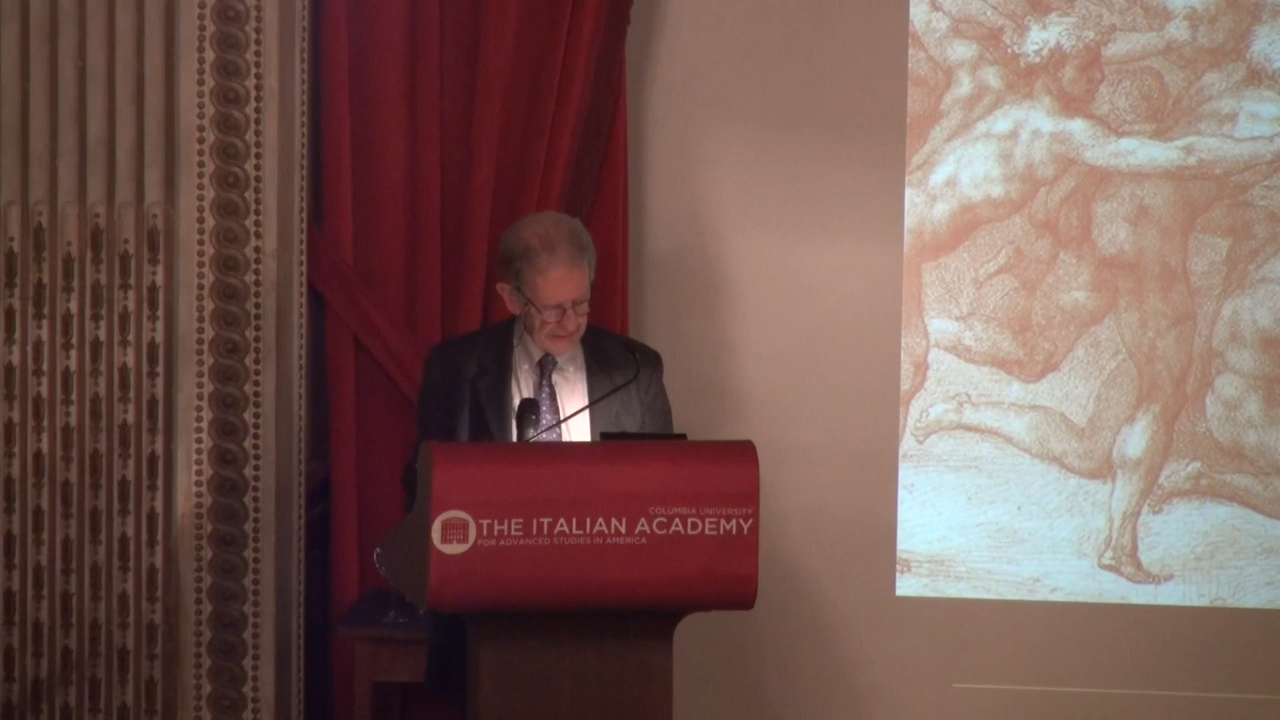 COLUMBIA UNIVERSITY
THE ITALIAN ACADEMY
FOR ADVANCED STUDIES IN AMERICA